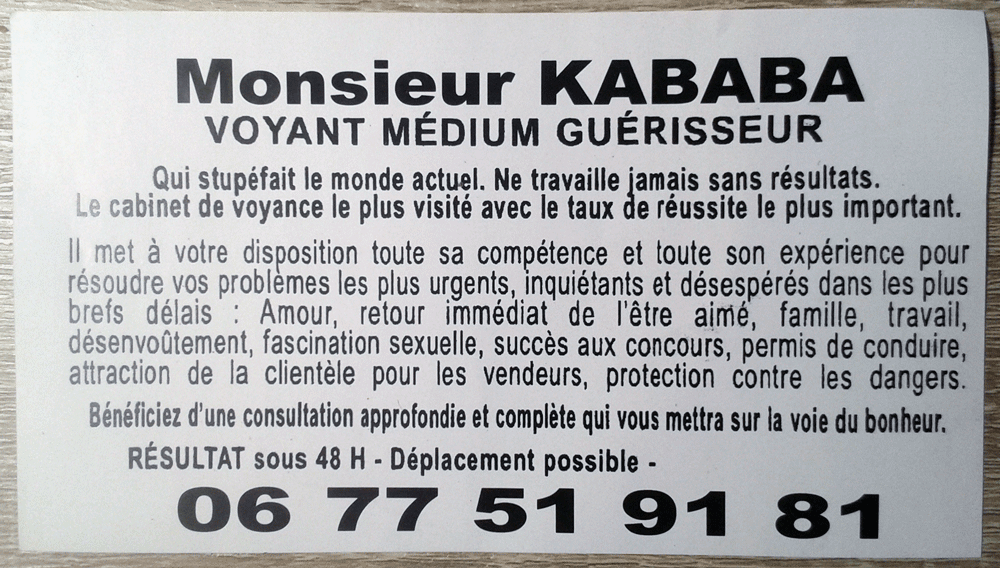 Monsieur KABABA
VOYANT MÉDIUM GUÉRISSEUR
Qui stupéfait le monde actuel. Ne travaille jamais sans résultats.
Le cabinet de voyance le plus visité avec le taux de réussite le plus important.
Il met à votre disposition toute sa compétence et toute son expérience pour
résoudre vos problèmes les plus urgents, inquiétants et désespérés dans les plus
brefs délais : Amour, retour immédiat de l'être aimé, famille, travail,
désenvoûtement, fascination sexuelle, succès aux concours, permis de conduire,
attraction de la clientèle pour les vendeurs, protection contre les dangers.
Bénéficiez d'une consultation approfondie et complète qui vous mettra sur la voie du bonheur.
RÉSULTAT sous 48 H - Déplacement possible -
06 77 51 91 81